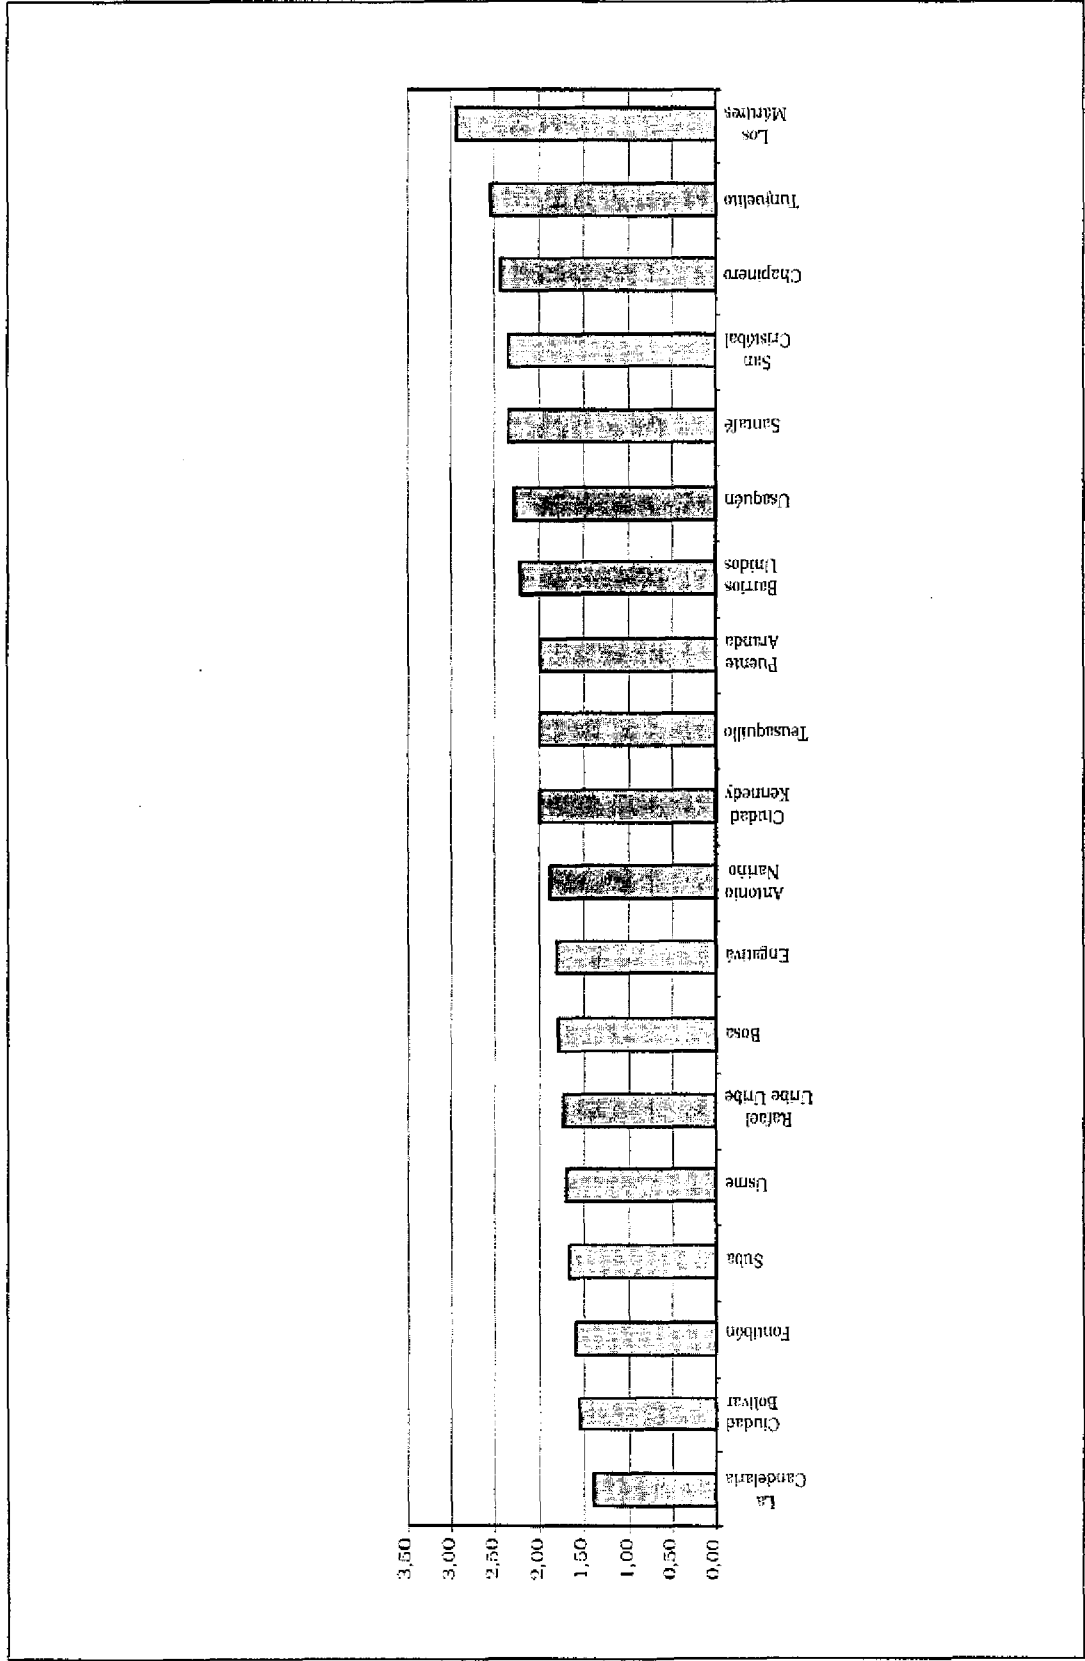 3,50
3,00
2,50
2,00
1,50
1,00
0,50
0,00
La
Candelaria
Ciudad
Bolívar
Fontibón
Suba
Usme
Rafael
Uribe Uribe
Bosa
Engativá
Antonio
Nariño
Ciudad
Kennedy
Teusaquillo
Puente
Aranda
Barrios
Unidos
Usaquén
Santafé
San
Cristóbal
Chapinero
Tunjuelito
Los
Mártires